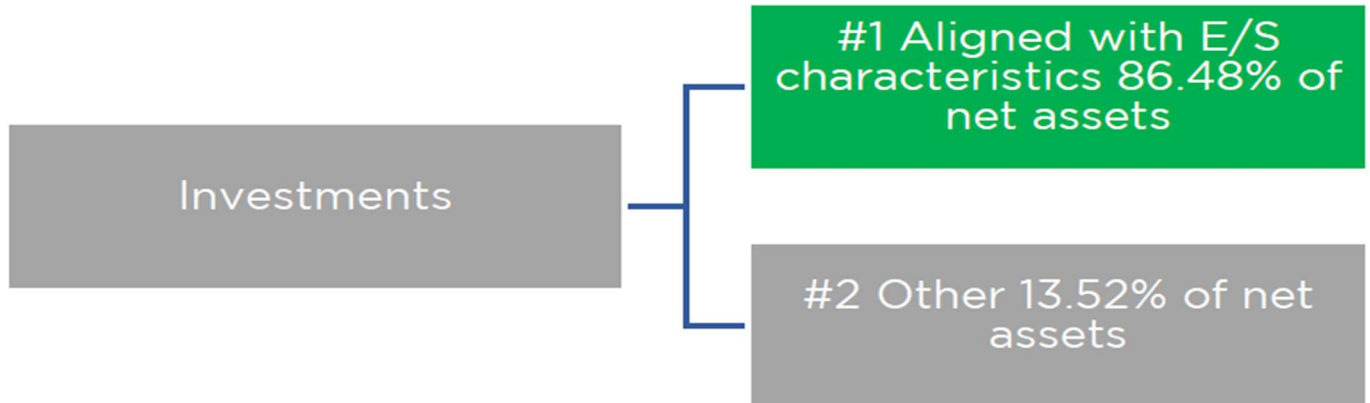 #1 Aligned with E/S
characteristics 86.48% of
net assets
Investments
#2 Other 13.52% of net
assets